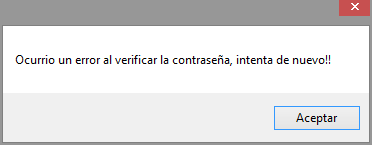 Ocurrio un error al verificar la contraseña, intenta de nuevo!!
Aceptar